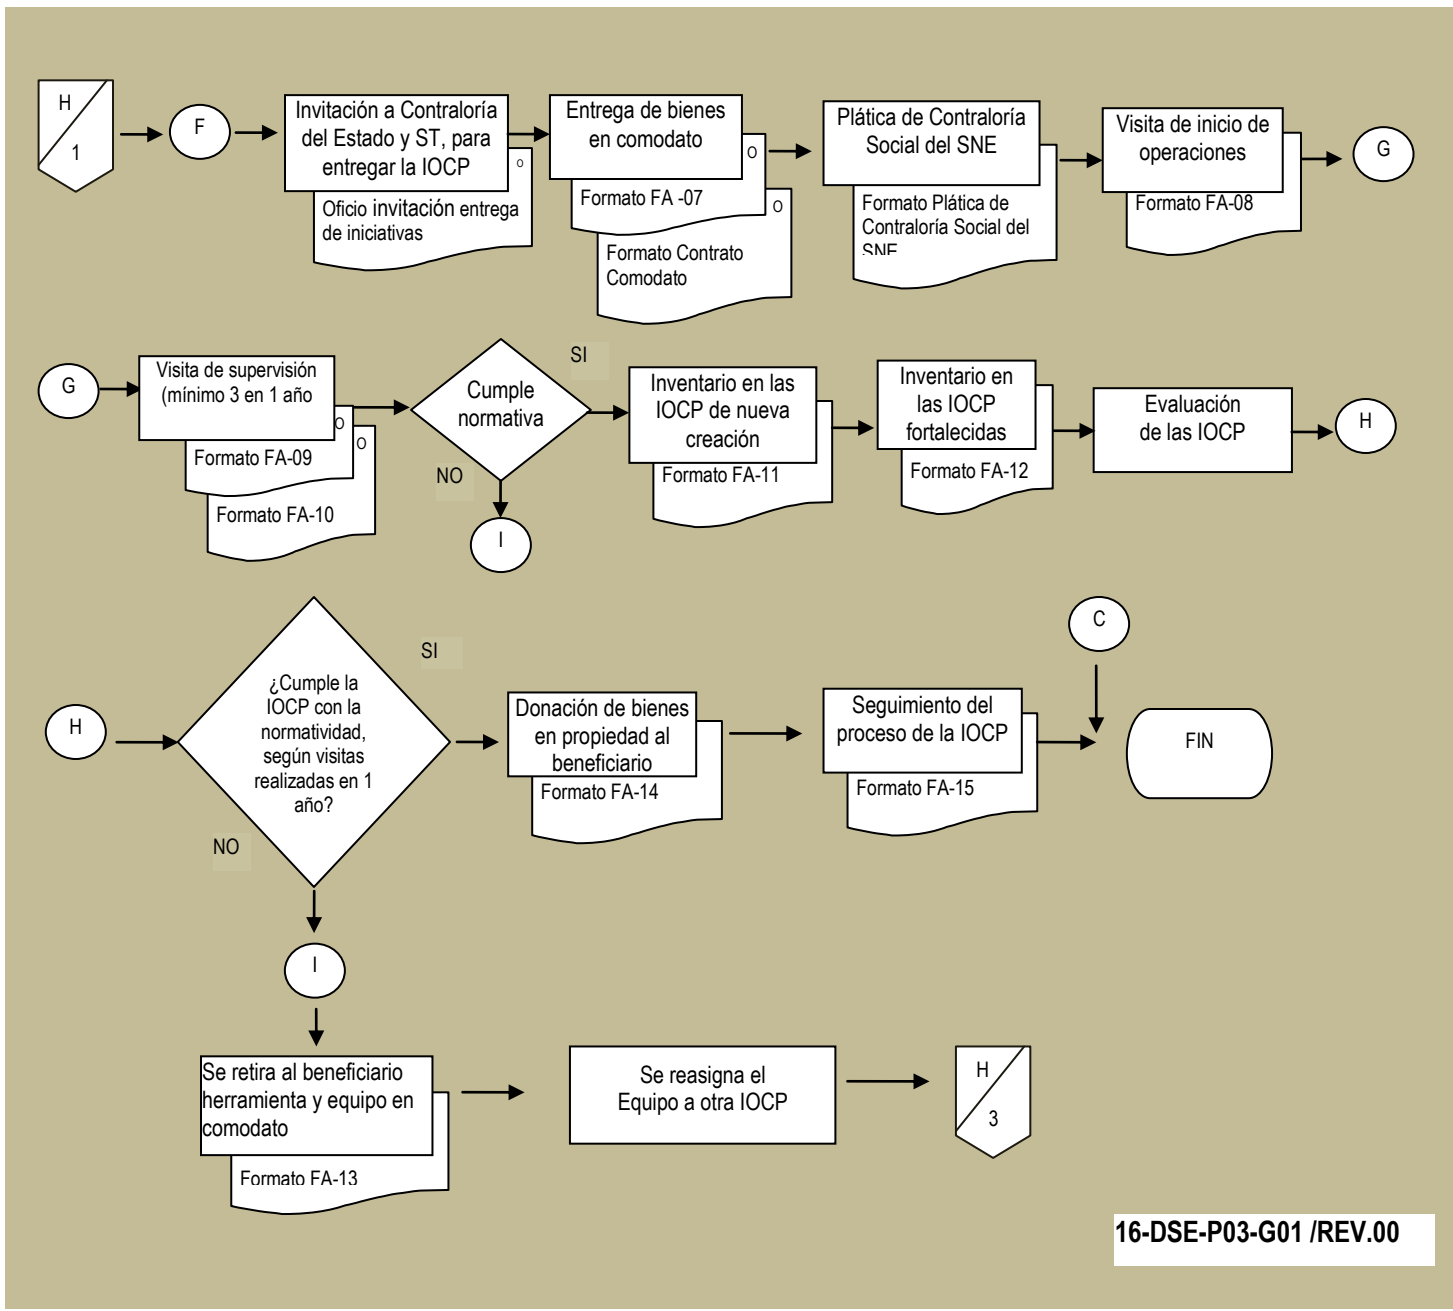 H
1
F
Invitación a Contraloría
del Estado y ST, para
entregar la IOCP
O
Oficio invitación entrega
de iniciativas
Entrega de bienes
en comodato
O
Formato FA -07
O
Formato Contrato
Comodato
Plática de Contraloría
Social del SNE
Formato Plática de
Contraloría Social del
SNE
Visita de inicio de
operaciones
Formato FA-08
G
G
Visita de supervisión
(mínimo 3 en 1 año
O
Formato FA-09
O
Formato FA-10
Cumple
normativa
SI
NO
I
Inventario en las
IOCP de nueva
creación
Formato FA-11
Inventario en
las IOCP
fortalecidas
Formato FA-12
Evaluación
de las IOCP
H
H
¿Cumple la
IOCP con la
normatividad,
según visitas
realizadas en 1
año?
SI
NO
Donación de bienes
en propiedad al
beneficiario
Formato FA-14
Seguimiento del
proceso de la IOCP
Formato FA-15
C
FIN
I
Se retira al beneficiario
herramienta y equipo en
comodato
Formato FA-13
Se reasigna el
Equipo a otra IOCP
H
3
16-DSE-P03-G01 /REV.00